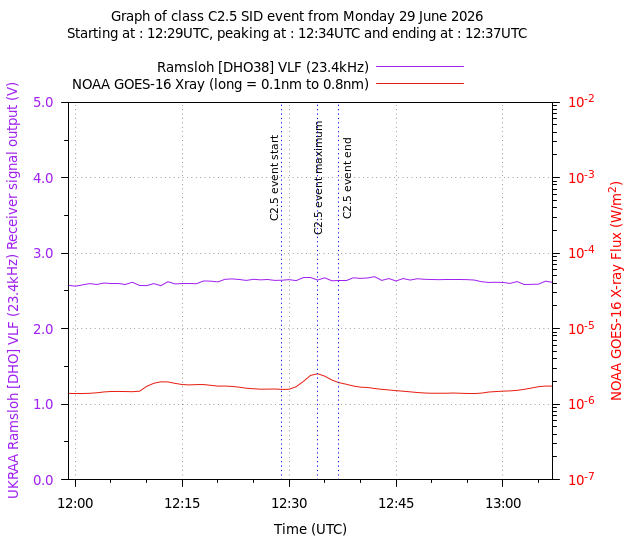 Graph of class C2.5 SID event from Monday 29 June 2026
Starting at : 12:29UTC, peaking at : 12:34UTC and ending at : 12:37UTC
Ramsloh [DHO38] VLF (23.4kHz)
NOAA GOES-16 Xray (long = 0.1nm to 0.8nm)
UKRAA Ramsloh [DHO] VLF (23.4kHz) Receiver signal output (V)
5.0
4.0
3.0
2.0
1.0
0.0
C2.5 event start
C2.5 event maximum
C2.5 event end
10-2
10-3
10-4
10-5
10-6
10-7
NOAA GOES-16 X-ray Flux (W/m2)
12:00 12:15 12:30 12:45 13:00
Time (UTC)